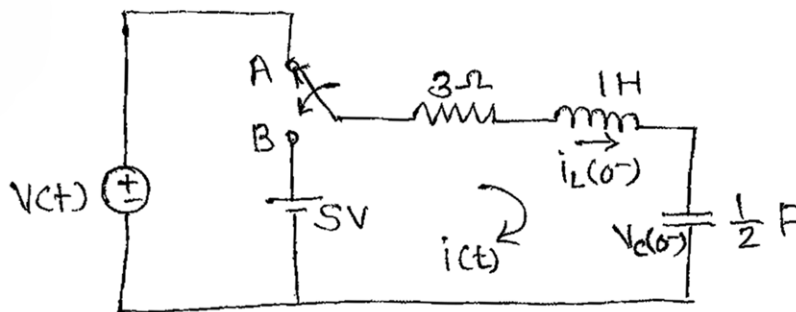 A
3Ω
1H
B
iL(0-)
V(t)
+
-
5V
i(t)
Vc(0-)
1/2 F